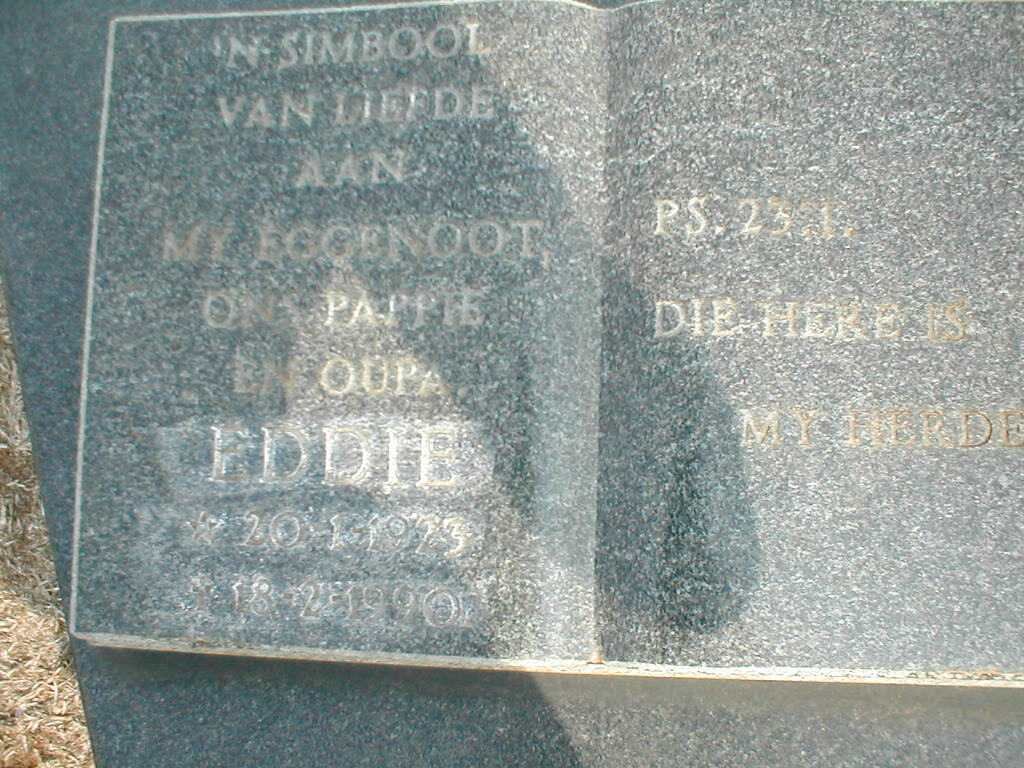 'N SIMBOOL
VAN LIEFDE
AAN
MY EGGENOOT,
ONS PAPPIE
EN OUPA,
EDDIE
☆ 20-1-1923
† 18-2-1990
PS. 23:1.
DIE HERE IS
MY HERDE